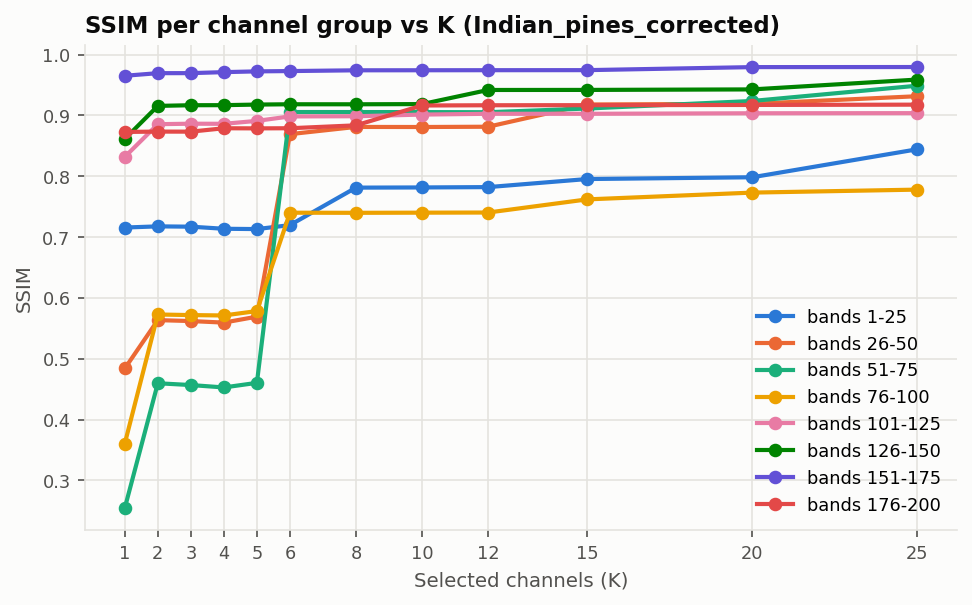 SSIM per channel group vs K (Indian_pines_corrected)
SSIM
1.0
0.9
0.8
0.7
0.6
0.5
0.4
0.3
bands 1-25
bands 26-50
bands 51-75
bands 76-100
bands 101-125
bands 126-150
bands 151-175
bands 176-200
1 2 3 4 5 6 8 10 12 15 20 25
Selected channels (K)